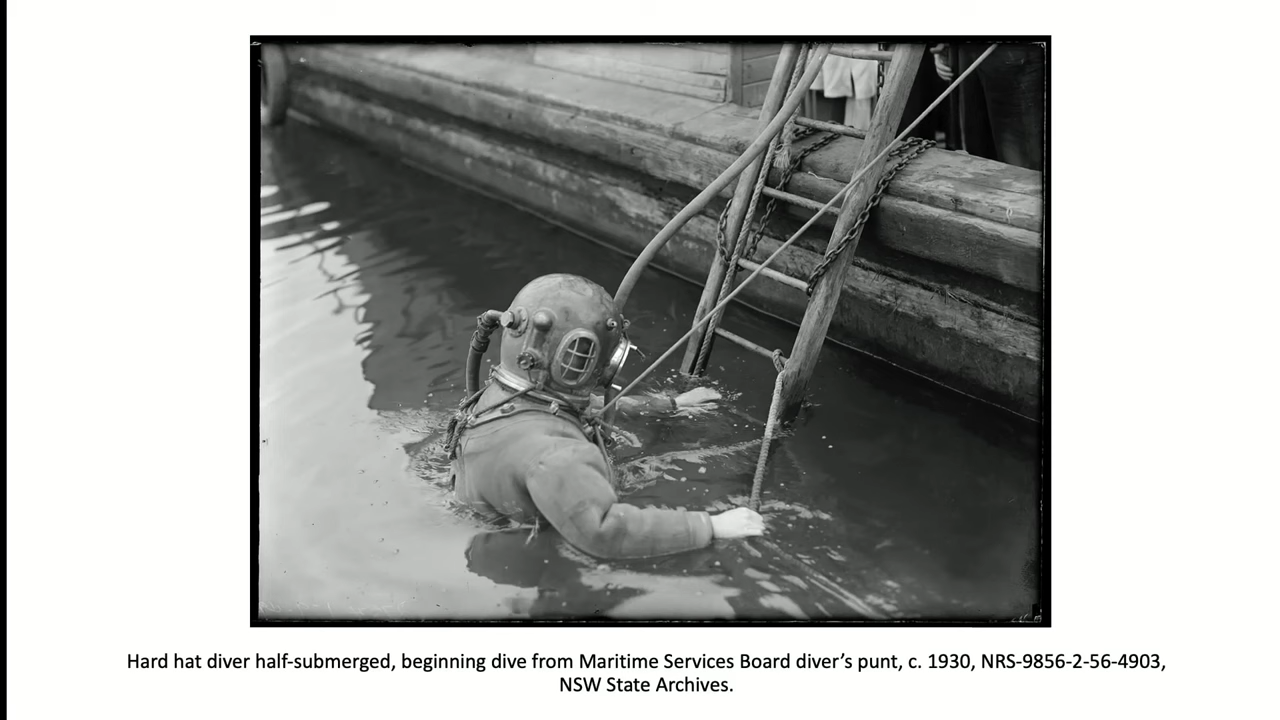 Hard hat diver half-submerged, beginning dive from Maritime Services Board diver’s punt, c. 1930, NRS-9856-2-56-4903,
NSW State Archives.